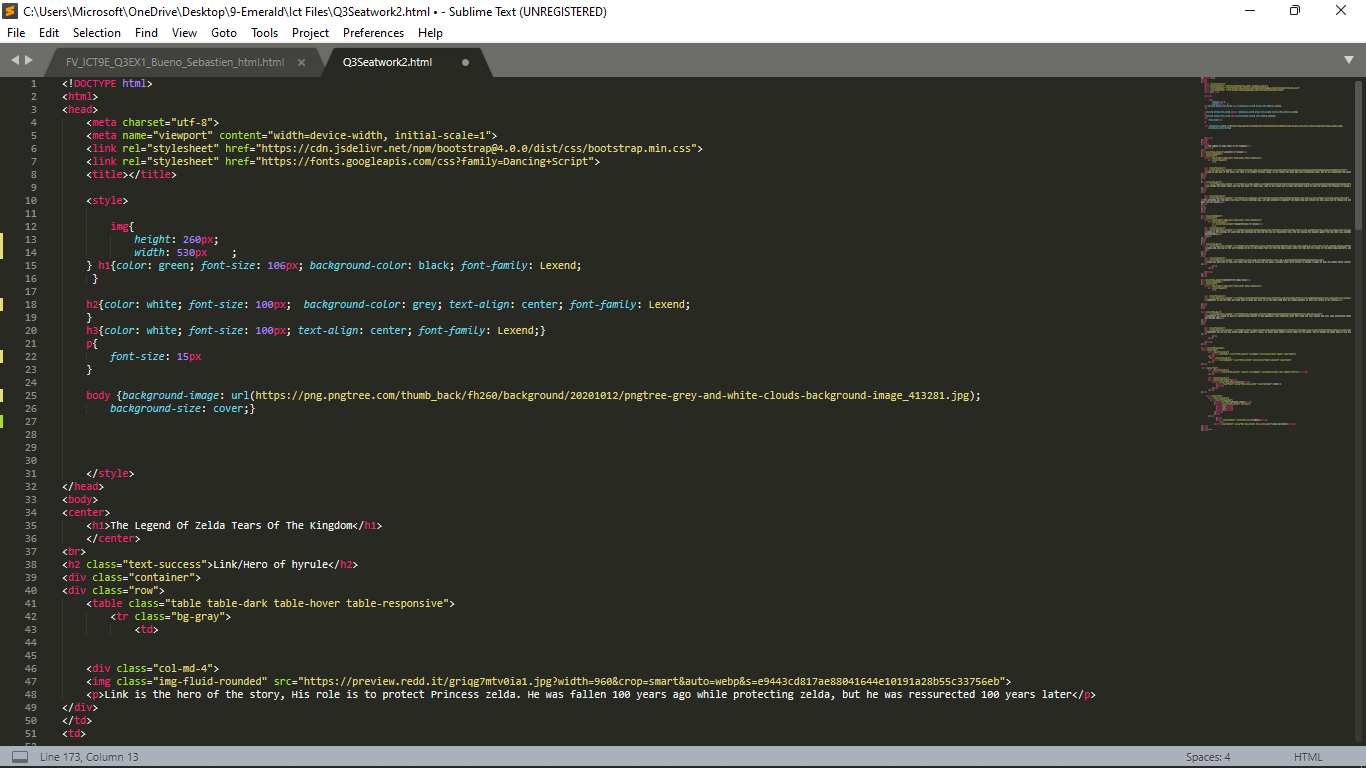 C:\Users\Microsoft\OneDrive\Desktop\9-Emerald\Ict Files\Q3Seatwork2.html • - Sublime Text (UNREGISTERED)
File Edit Selection Find View Goto Tools Project Preferences Help
FV_ICT9E_Q3EX1_Bueno_Sebastien_html.html × Q3Seatwork2.html
1 <!DOCTYPE html>
2 <html>
3 <head>
4 <meta charset="utf-8">
5 <meta name="viewport" content="width=device-width, initial-scale=1">
6 <link rel="stylesheet" href="https://cdn.jsdelivr.net/npm/bootstrap@4.0.0/dist/css/bootstrap.min.css">
7 <link rel="stylesheet" href="https://fonts.googleapis.com/css?family=Dancing+Script">
8 <title></title>
9
10 <style>
11
12 img{
13 height: 260px;
14 width: 530px    ;
15 } h1{color: green; font-size: 106px; background-color: black; font-family: Lexend;
16 }
17
18 h2{color: white; font-size: 100px;  background-color: grey; text-align: center; font-family: Lexend;
19 }
20 h3{color: white; font-size: 100px; text-align: center; font-family: Lexend;}
21 p{
22 font-size: 15px
23 }
24
25 body {background-image: url(https://png.pngtree.com/thumb_back/fh260/background/20201012/pngtree-grey-and-white-clouds-background-image_413281.jpg);
26 background-size: cover;}
27
28
29
30
31 </style>
32 </head>
33 <body>
34 <center>
35 <h1>The Legend Of Zelda Tears Of The Kingdom</h1>
36 </center>
37 <br>
38 <h2 class="text-success">Link/Hero of hyrule</h2>
39 <div class="container">
40 <div class="row">
41 <table class="table table-dark table-hover table-responsive">
42 <tr class="bg-gray">
43 <td>
44
45
46 <div class="col-md-4">
47 <img class="img-fluid-rounded" src="https://preview.redd.it/griqg7mtv0ia1.jpg?width=960&crop=smart&auto=webp&s=e9443cd817ae88041644e10191a28b55c33756eb">
48 <p>Link is the hero of the story, His role is to protect Princess zelda. He was fallen 100 years ago while protecting zelda, but he was ressurected 100 years later</p>
49 </div>
50 </td>
51 <td>
Line 173, Column 13 Spaces: 4 HTML